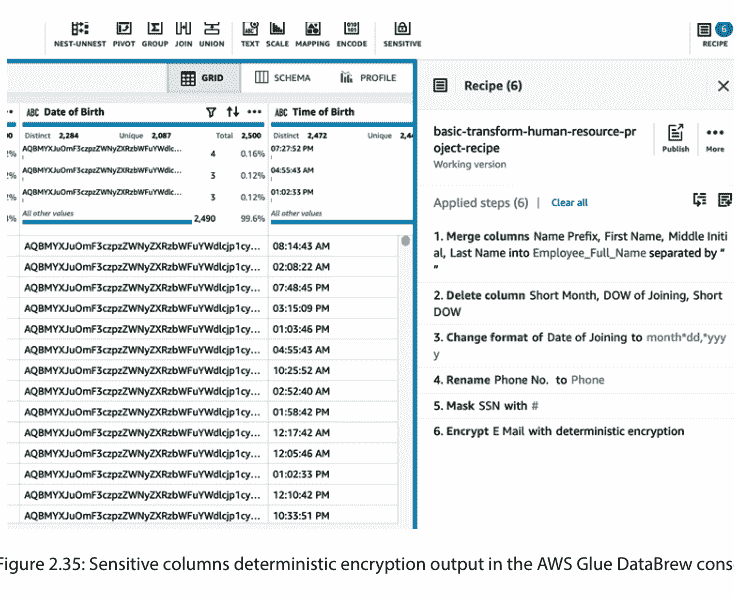 NEST-UNNEST PIVOT GROUP JOIN UNION TEXT SCALE MAPPING ENCODE SENSITIVE 6 RECIPE
GRID SCHEMA PROFILE
ABC Date of Birth ABC Time of Birth
Distinct 2,284 Unique 2,087 Total 2,500 Distinct 2,472 Unique
AQBMYXJuOmF3czpzZWNyZXRzbWFuYWdlc... 4 0.16% 07:27:52 PM
AQBMYXJuOmF3czpzZWNyZXRzbWFuYWdlc... 3 0.12% 04:55:43 AM
AQBMYXJuOmF3czpzZWNyZXRzbWFuYWdlc... 3 0.12% 01:02:33 PM
All other values 2,490 99.6% All other values
AQBMYXJuOmF3czpzZWNyZXRzbWFuYWdlcjp1cy... 08:14:43 AM
AQBMYXJuOmF3czpzZWNyZXRzbWFuYWdlcjp1cy... 02:08:22 AM
AQBMYXJuOmF3czpzZWNyZXRzbWFuYWdlcjp1cy... 07:48:45 PM
AQBMYXJuOmF3czpzZWNyZXRzbWFuYWdlcjp1cy... 03:15:09 PM
AQBMYXJuOmF3czpzZWNyZXRzbWFuYWdlcjp1cy... 01:03:46 PM
AQBMYXJuOmF3czpzZWNyZXRzbWFuYWdlcjp1cy... 04:55:43 AM
AQBMYXJuOmF3czpzZWNyZXRzbWFuYWdlcjp1cy... 10:25:52 AM
AQBMYXJuOmF3czpzZWNyZXRzbWFuYWdlcjp1cy... 02:52:40 AM
AQBMYXJuOmF3czpzZWNyZXRzbWFuYWdlcjp1cy... 01:58:42 PM
AQBMYXJuOmF3czpzZWNyZXRzbWFuYWdlcjp1cy... 12:17:42 AM
AQBMYXJuOmF3czpzZWNyZXRzbWFuYWdlcjp1cy... 12:05:46 AM
AQBMYXJuOmF3czpzZWNyZXRzbWFuYWdlcjp1cy... 01:02:33 PM
AQBMYXJuOmF3czpzZWNyZXRzbWFuYWdlcjp1cy... 12:10:42 PM
AQBMYXJuOmF3czpzZWNyZXRzbWFuYWdlcjp1cy... 10:33:51 PM
Recipe (6)
basic-transform-human-resource-pr
oject-recipe
Working version
Publish More
Applied steps (6) | Clear all
1. Merge columns Name Prefix, First Name, Middle Initi
al, Last Name into Employee_Full_Name separated by “
”
2. Delete column Short Month, DOW of Joining, Short
DOW
3. Change format of Date of Joining to month*dd,*yyy
y
4. Rename Phone No. to Phone
5. Mask SSN with #
6. Encrypt E Mail with deterministic encryption
Figure 2.35: Sensitive columns deterministic encryption output in the AWS Glue DataBrew cons